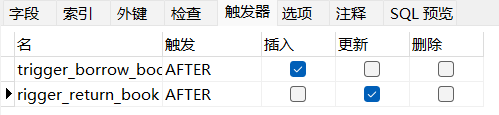 字段 索引 外键 检查 触发器 选项 注释 SQL 预览
名 触发 插入 更新 删除
trigger_borrow_boo AFTER
rigger_return_book AFTER